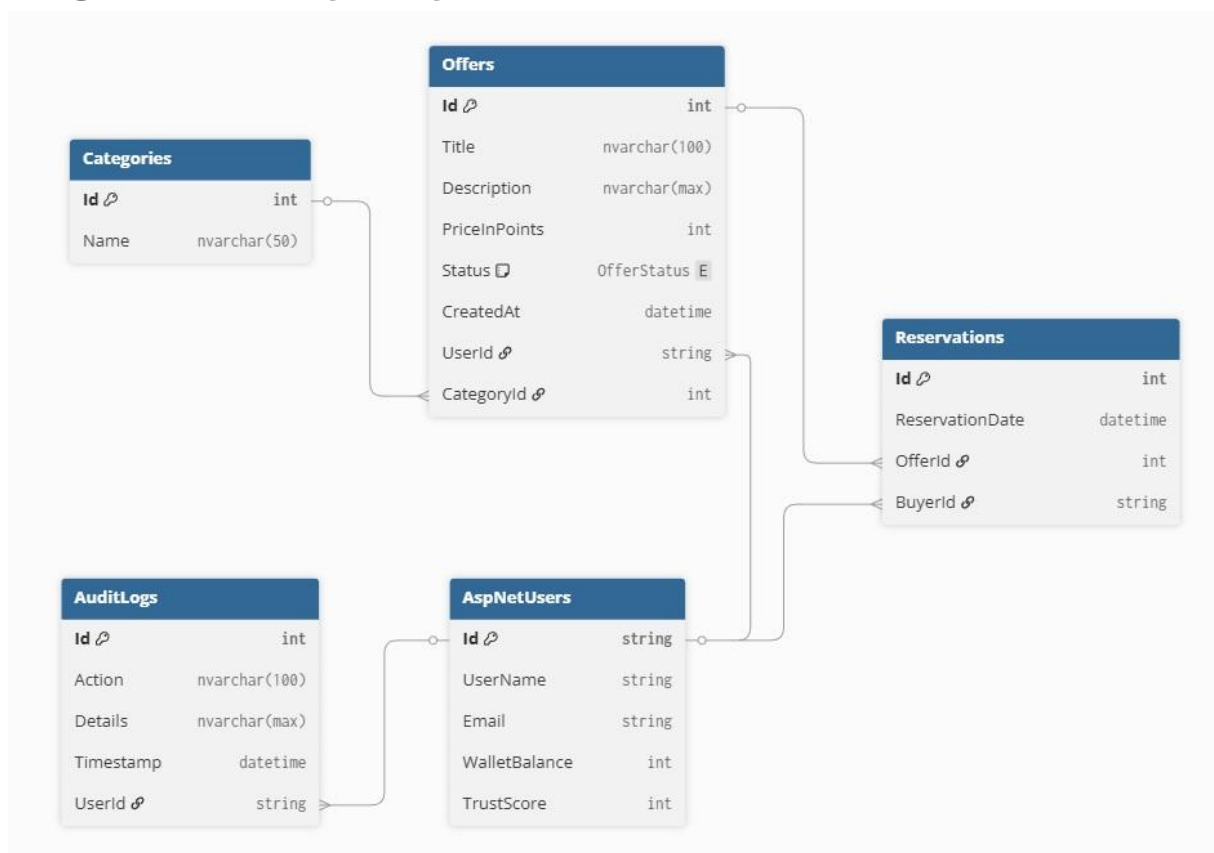 Offers
Id int
Title nvarchar(100)
Description nvarchar(max)
PriceInPoints int
Status OfferStatus E
CreatedAt datetime
UserId string
CategoryId int
Categories
Id int
Name nvarchar(50)
Reservations
Id int
ReservationDate datetime
OfferId int
BuyerId string
AuditLogs
Id int
Action nvarchar(100)
Details nvarchar(max)
Timestamp datetime
UserId string
AspNetUsers
Id string
UserName string
Email string
WalletBalance int
TrustScore int